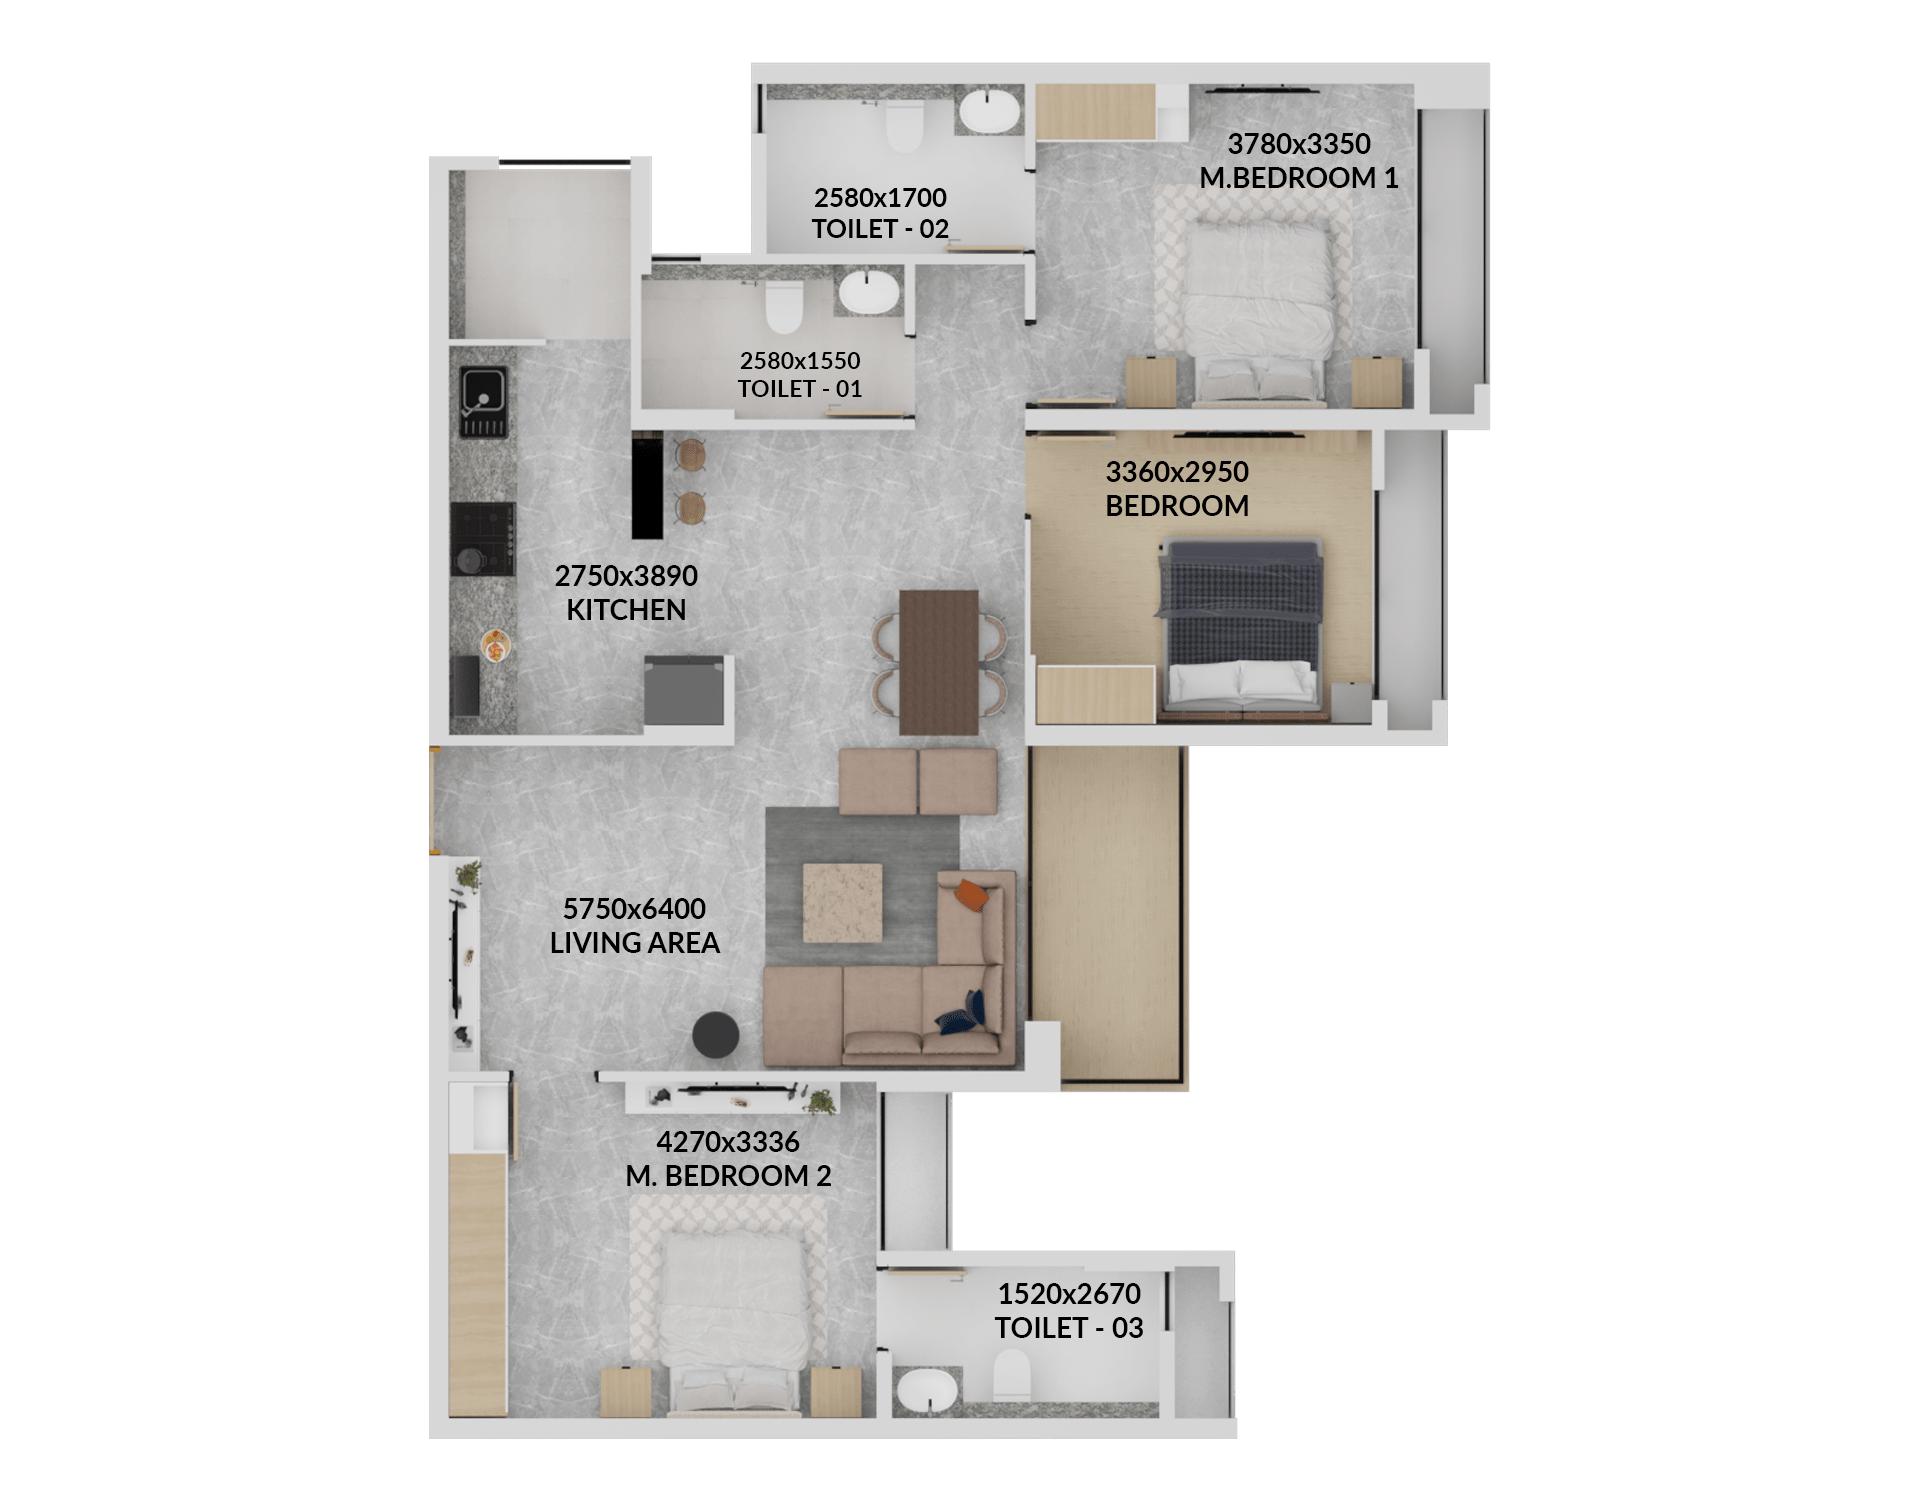 3780x3350
M.BEDROOM 1
2580x1700
TOILET - 02
2580x1550
TOILET - 01
3360x2950
BEDROOM
2750x3890
KITCHEN
5750x6400
LIVING AREA
4270x3336
M. BEDROOM 2
1520x2670
TOILET - 03